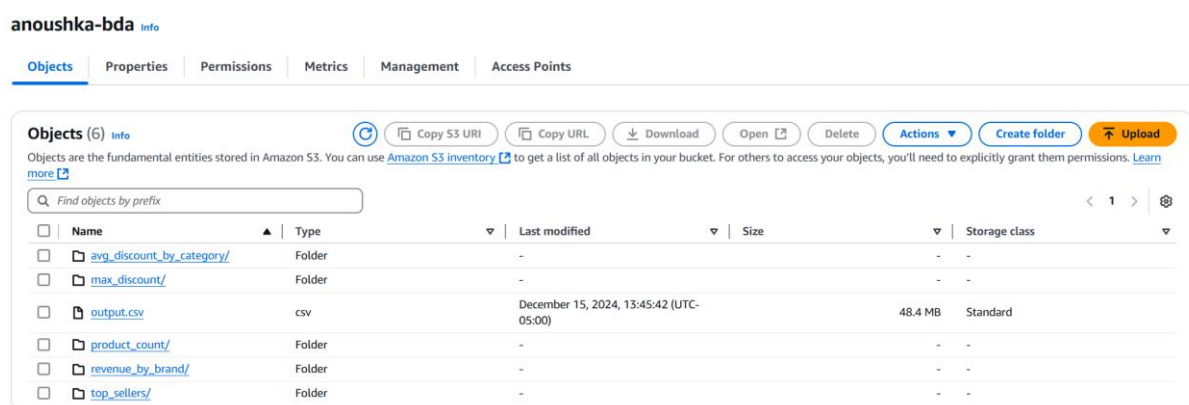 anoushka-bda Info
Objects Properties Permissions Metrics Management Access Points
Objects (6) Info Copy S3 URI Copy URL Download Open Delete Actions Create folder Upload
Objects are the fundamental entities stored in Amazon S3. You can use Amazon S3 inventory to get a list of all objects in your bucket. For others to access your objects, you'll need to explicitly grant them permissions. Learn
more
Find objects by prefix 1
Name Type Last modified Size Storage class
avg_discount_by_category/ Folder - - -
max_discount/ Folder - - -
output.csv csv December 15, 2024, 13:45:42 (UTC-
05:00) 48.4 MB Standard
product_count/ Folder - - -
revenue_by_brand/ Folder - - -
top_sellers/ Folder - - -